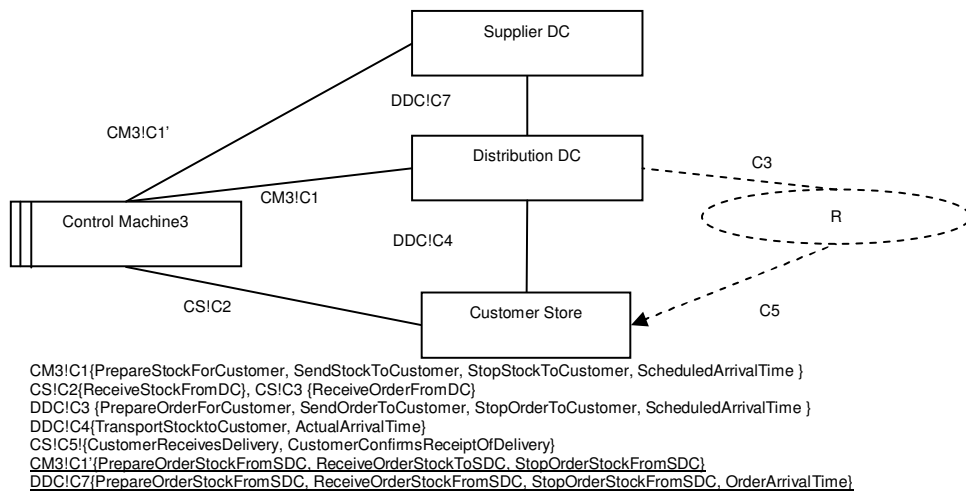 Supplier DC
DDC!C7
CM3!C1'
Distribution DC
C3
CM3!C1
Control Machine3
R
DDC!C4
CS!C2
Customer Store
C5
CM3!C1{PrepareStockForCustomer, SendStockToCustomer, StopStockToCustomer, ScheduledArrivalTime }
CS!C2{ReceiveStockFromDC}, CS!C3 {ReceiveOrderFromDC}
DDC!C3 {PrepareOrderForCustomer, SendOrderToCustomer, StopOrderToCustomer, ScheduledArrivalTime }
DDC!C4{TransportStocktoCustomer, ActualArrivalTime}
CS!C5!{CustomerReceivesDelivery, CustomerConfirmsReceiptOfDelivery}
CM3!C1'{PrepareOrderStockFromSDC, ReceiveOrderStockToSDC, StopOrderStockFromSDC}
DDC!C7{PrepareOrderStockFromSDC, ReceiveOrderStockFromSDC, StopOrderStockFromSDC, OrderArrivalTime}